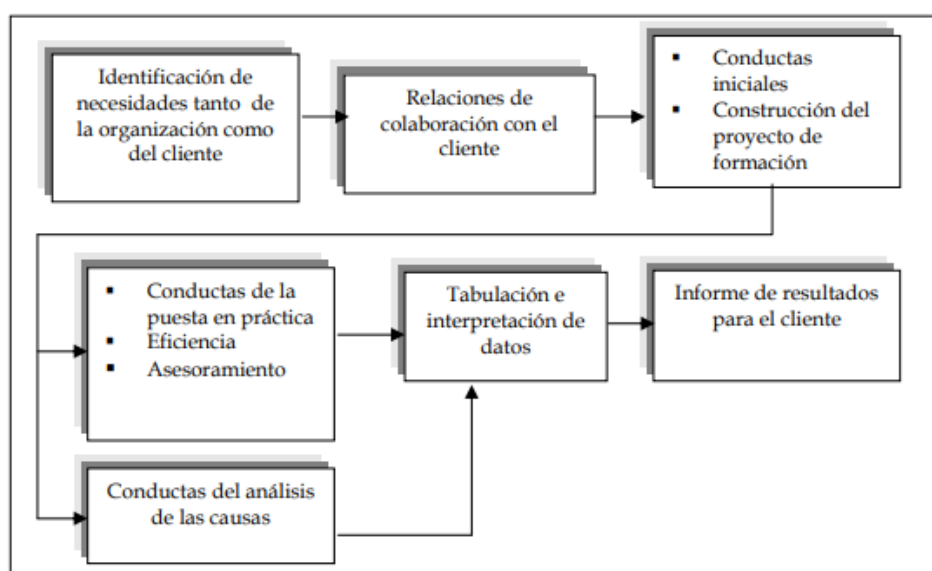 Identificación de
necesidades tanto de
la organización como
del cliente
Relaciones de
colaboración con el
cliente
▪ Conductas
iniciales
▪ Construcción del
proyecto de
formación
▪ Conductas de la
puesta en práctica
▪ Eficiencia
▪ Asesoramiento
Tabulación e
interpretación de
datos
Informe de resultados
para el cliente
Conductas del análisis
de las causas